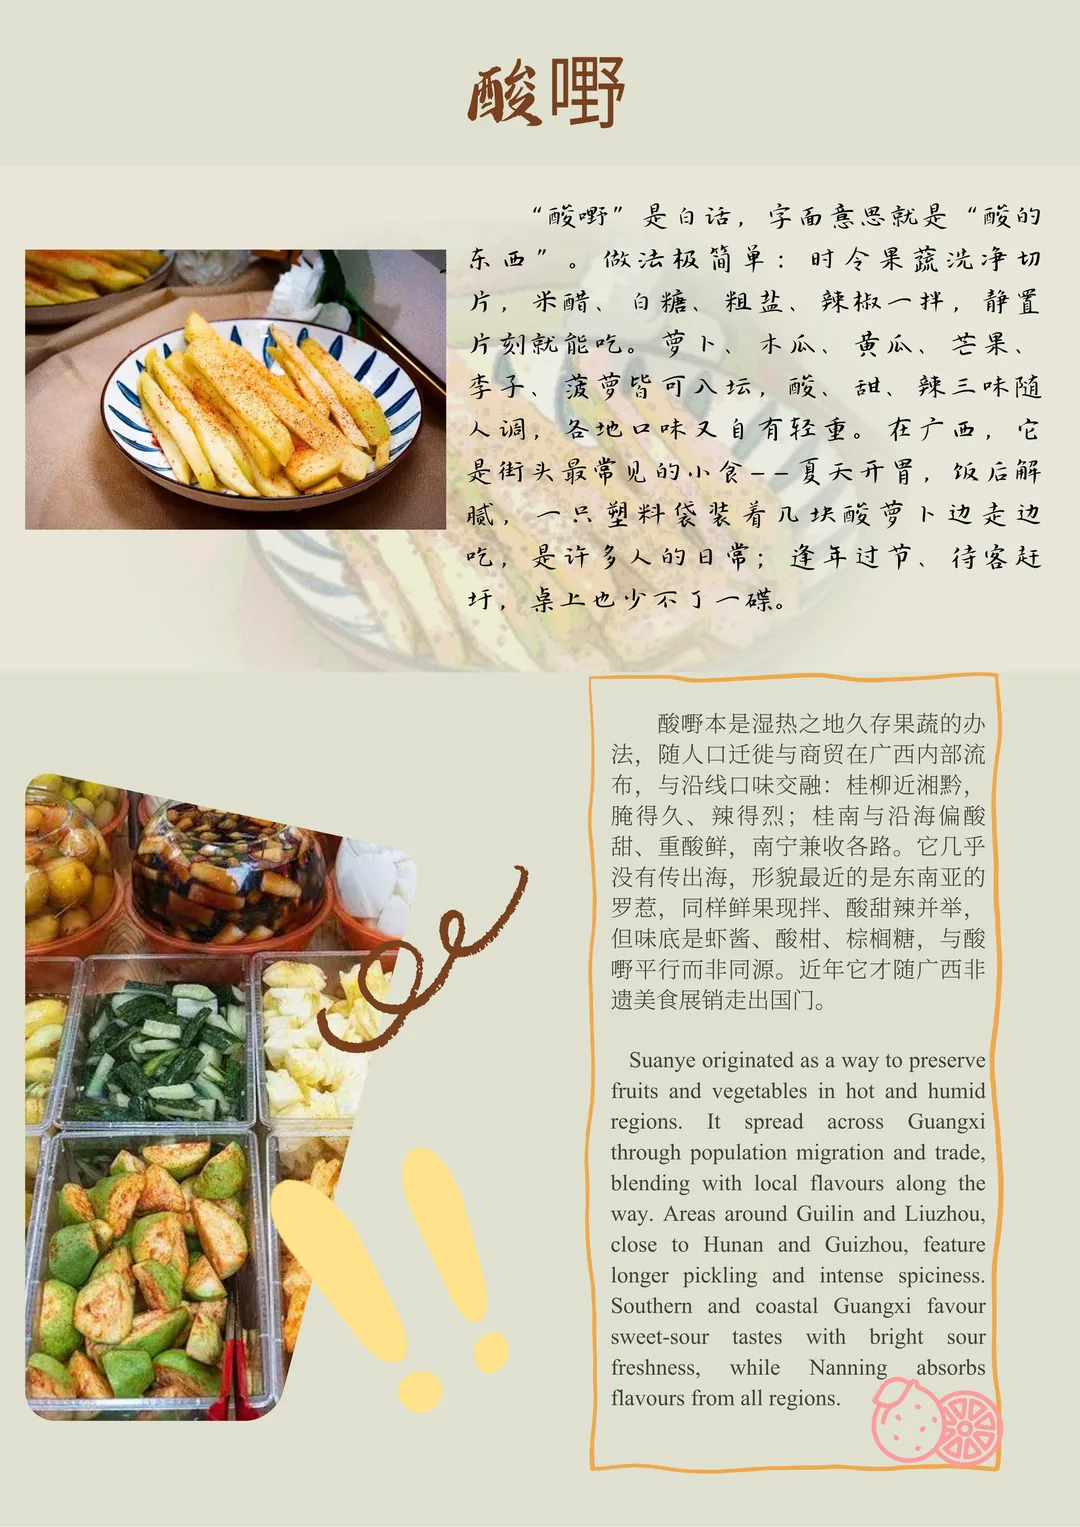 酸嘢
“酸嘢”是白话，字面意思就是“酸的
东西”。做法极简单：时令果蔬洗净切
片，米醋、白糖、粗盐、辣椒一拌，静置
片刻就能吃。萝卜、木瓜、黄瓜、芒果、
李子、菠萝皆可入坛，酸、甜、辣三味随
人调，各地口味又自有轻重。在广西，它
是街头最常见的小食——夏天开胃，饭后解
腻，一只塑料袋装着几块酸萝卜边走边
吃，是许多人的日常；逢年过节、待客赶
圩，桌上也少不了一碟。
酸嘢本是湿热之地久存果蔬的办
法，随人口迁徙与商贸在广西内部流
布，与沿线口味交融：桂柳近湘黔，
腌得久、辣得烈；桂南与沿海偏酸
甜、重酸鲜，南宁兼收各路。它几乎
没有传出海，形貌最近的是东南亚的
罗惹，同样鲜果现拌、酸甜辣并举，
但味底是虾酱、酸柑、棕榈糖，与酸
嘢平行而非同源。近年它才随广西非
遗美食展销走出国门。
Suanye originated as a way to preserve
fruits and vegetables in hot and humid
regions. It spread across Guangxi
through population migration and trade,
blending with local flavours along the
way. Areas around Guilin and Liuzhou,
close to Hunan and Guizhou, feature
longer pickling and intense spiciness.
Southern and coastal Guangxi favour
sweet-sour tastes with bright sour
freshness, while Nanning absorbs
flavours from all regions.